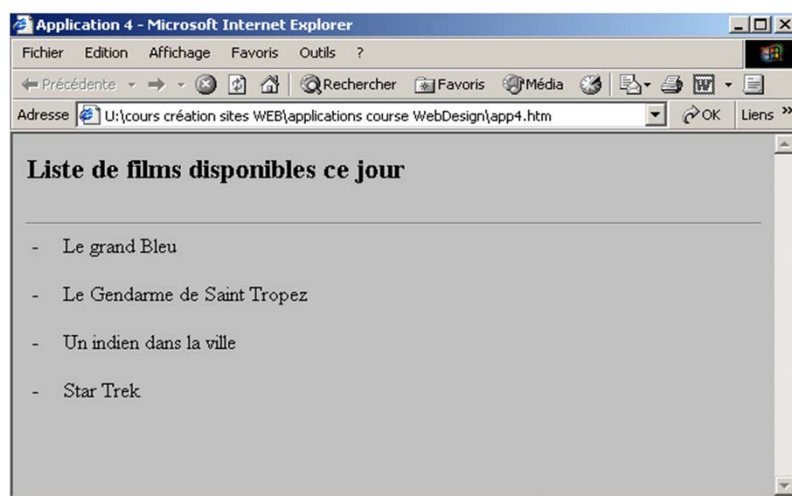 Application 4 - Microsoft Internet Explorer
Fichier Edition Affichage Favoris Outils ?
Précédente Rechercher Favoris Média
Adresse U:\cours création sites WEB\applications course WebDesign\app4.htm OK Liens »
Liste de films disponibles ce jour
- Le grand Bleu
- Le Gendarme de Saint Tropez
- Un indien dans la ville
- Star Trek